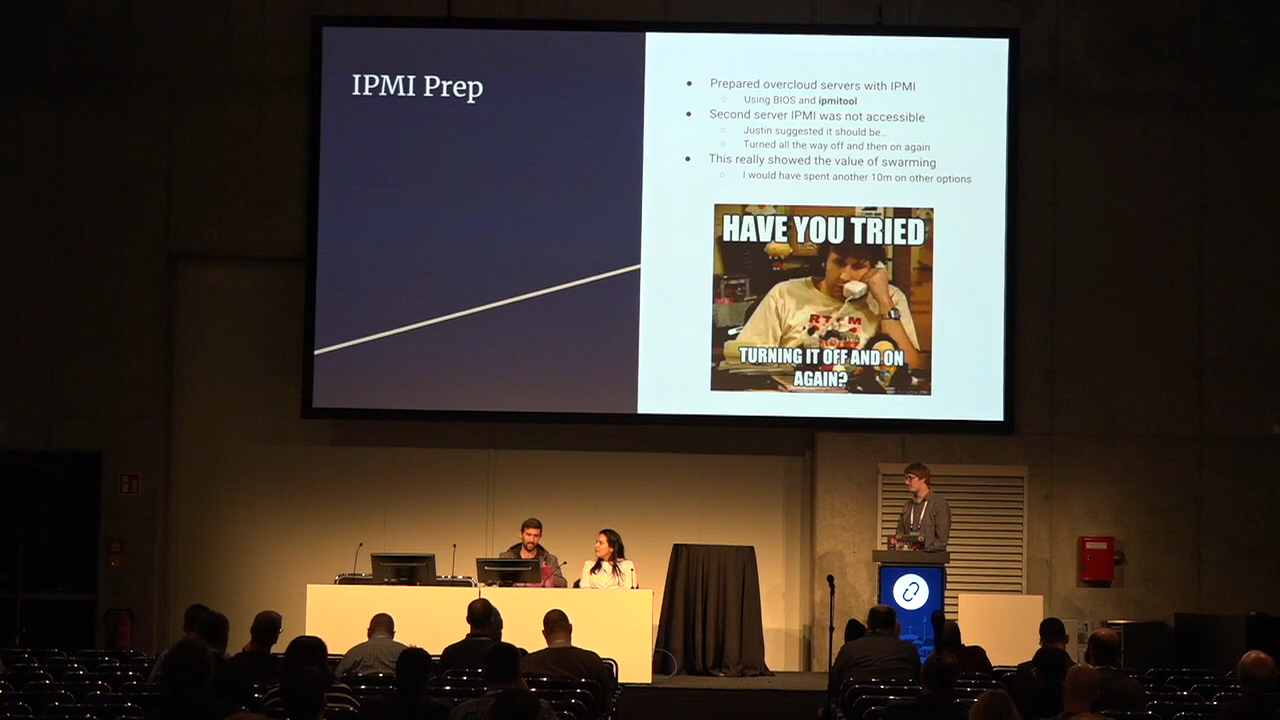 IPMI Prep
● Prepared overcloud servers with IPMI
○ Using BIOS and ipmitool
● Second server IPMI was not accessible
○ Justin suggested it should be...
○ Turned all the way off and then on again
● This really showed the value of swarming
○ I would have spent another 10m on other options
HAVE YOU TRIED
RTFM
TURNING IT OFF AND ON
AGAIN?